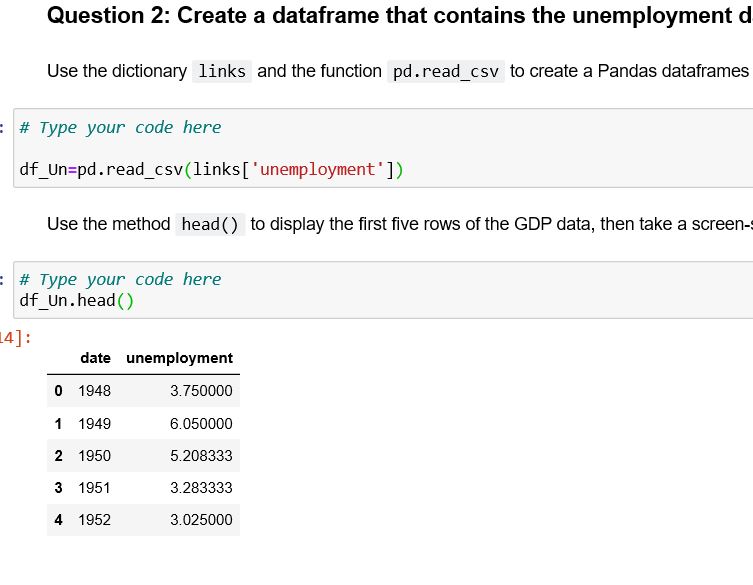 Question 2: Create a dataframe that contains the unemployment d
Use the dictionary links and the function pd.read_csv to create a Pandas dataframes
: # Type your code here
df_Un=pd.read_csv(links['unemployment'])
Use the method head() to display the first five rows of the GDP data, then take a screen-
: # Type your code here
df_Un.head()
14]:
date unemployment
0 1948 3.750000
1 1949 6.050000
2 1950 5.208333
3 1951 3.283333
4 1952 3.025000